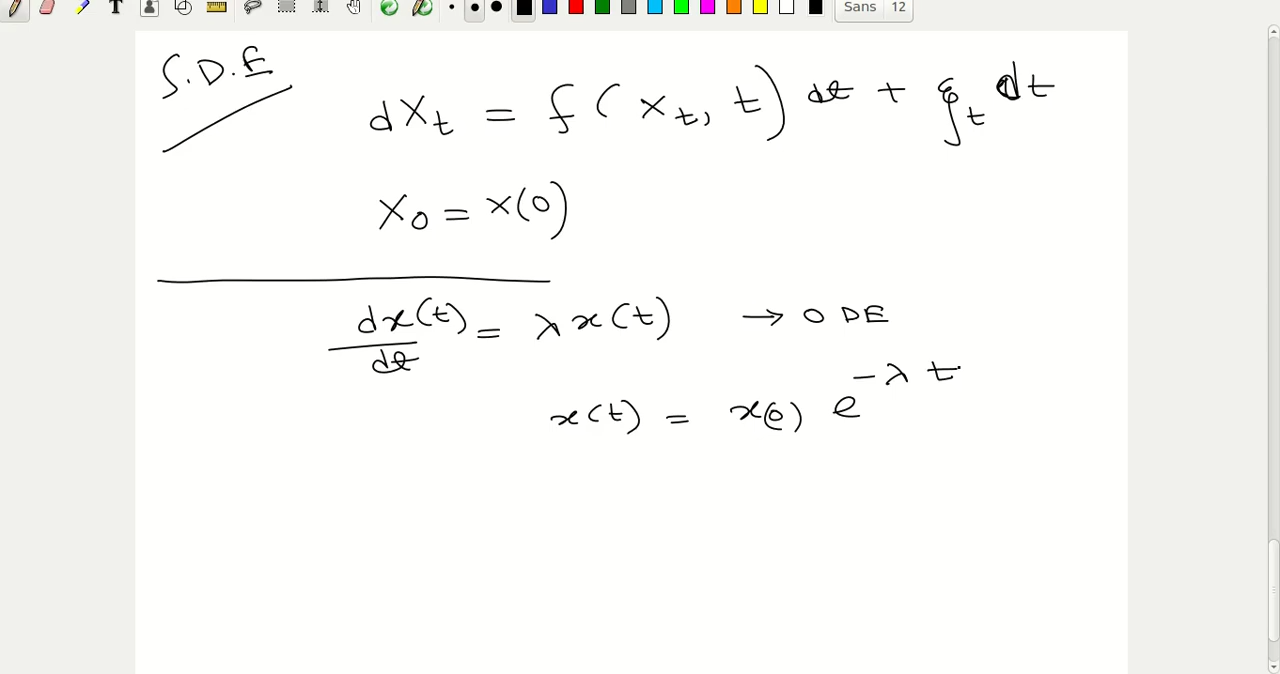 Sans 12
S.D.E
dX_t = f(X_t, t) dt + ξ_t dt
X_0 = x(0)
dx(t)/dt = λ x(t) → ODE
x(t) = x(0) e^{-λt}